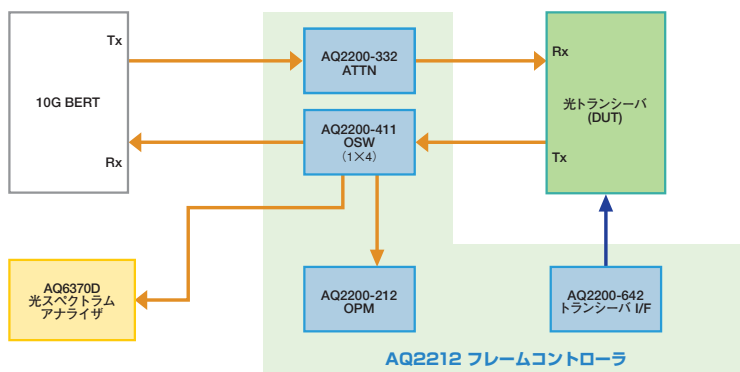 Tx
10G BERT
Rx
AQ2200-332
ATTN
AQ2200-411
OSW
（1×4）
Rx
光トランシーバ
(DUT)
Tx
AQ6370D
光スペクトラム
アナライザ
AQ2200-212
OPM
AQ2200-642
トランシーバ I/F
AQ2212 フレームコントローラ